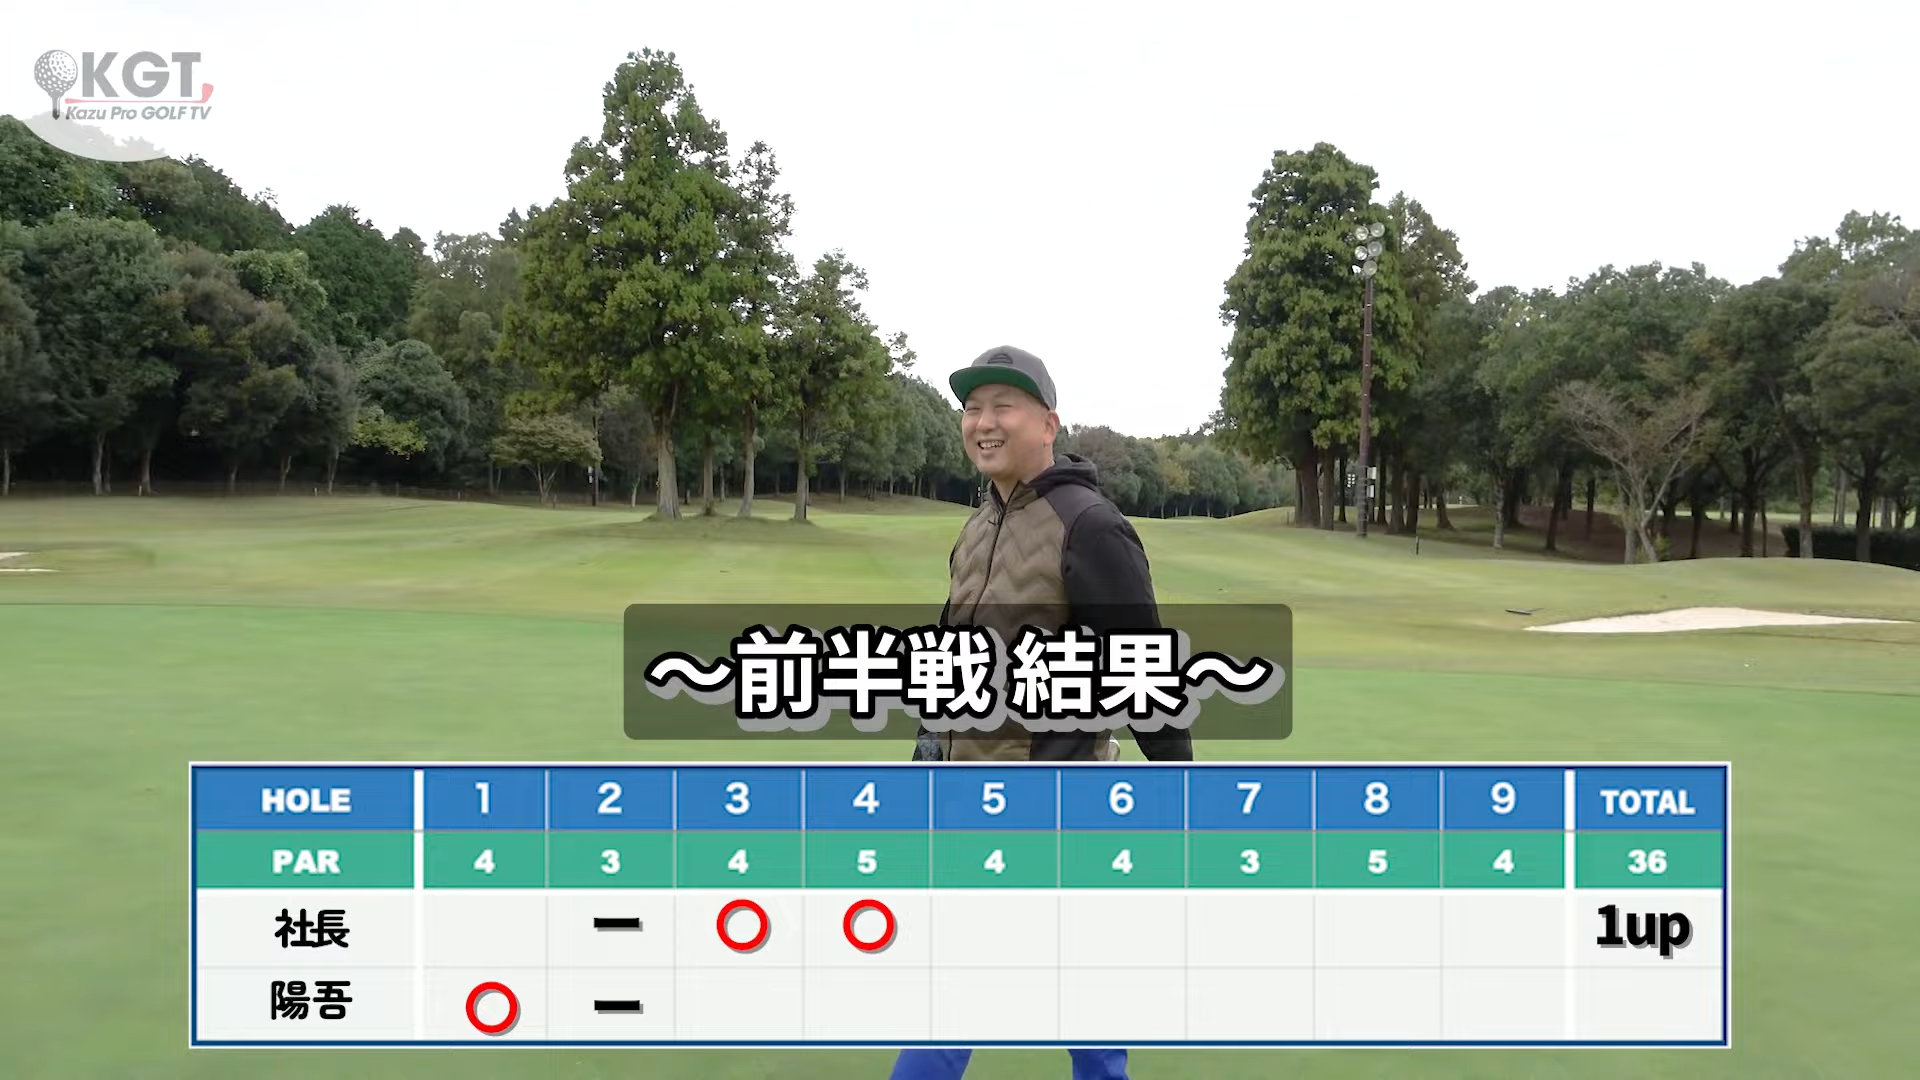 KGT
Kazu Pro GOLF TV
～前半戦 結果～
HOLE 1 2 3 4 5 6 7 8 9 TOTAL
PAR 4 3 4 5 4 4 3 5 4 36
社長 ー ○ ○ 1up
陽吾 ○ ー